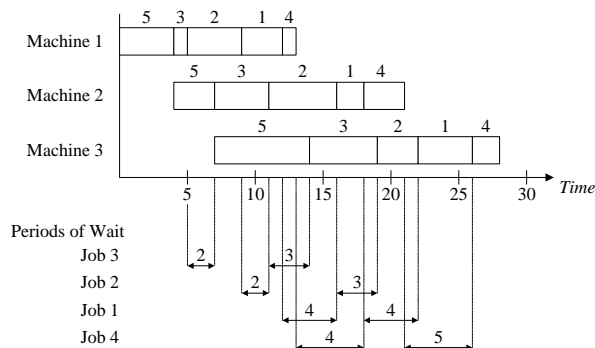 5 3 2 1 4
Machine 1
5 3 2 1 4
Machine 2
5 3 2 1 4
Machine 3
5 10 15 20 25 30 Time
Periods of Wait
Job 3 2 3
Job 2 2 3
Job 1 4 4
Job 4 4 5